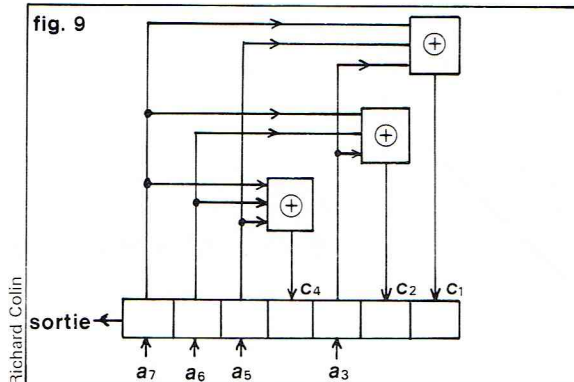 fig. 9
⊕
⊕
⊕
c4 c2 c1
sortie
a7 a6 a5 a3
Richard Colin